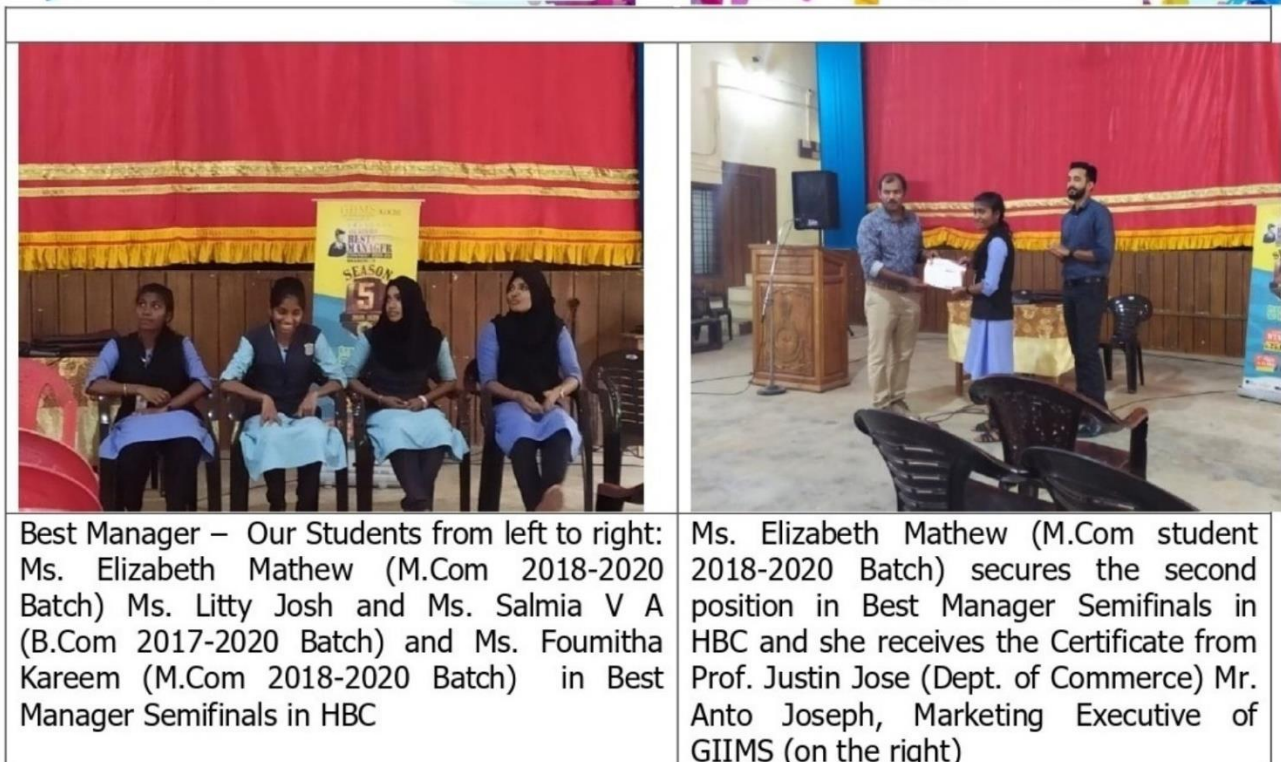 GIIMS
BEST
MANAGER
SEASON
5
Best Manager – Our Students from left to right:
Ms. Elizabeth Mathew (M.Com 2018-2020
Batch) Ms. Litty Josh and Ms. Salmia V A
(B.Com 2017-2020 Batch) and Ms. Foumitha
Kareem (M.Com 2018-2020 Batch) in Best
Manager Semifinals in HBC
Ms. Elizabeth Mathew (M.Com student
2018-2020 Batch) secures the second
position in Best Manager Semifinals in
HBC and she receives the Certificate from
Prof. Justin Jose (Dept. of Commerce) Mr.
Anto Joseph, Marketing Executive of
GIIMS (on the right)